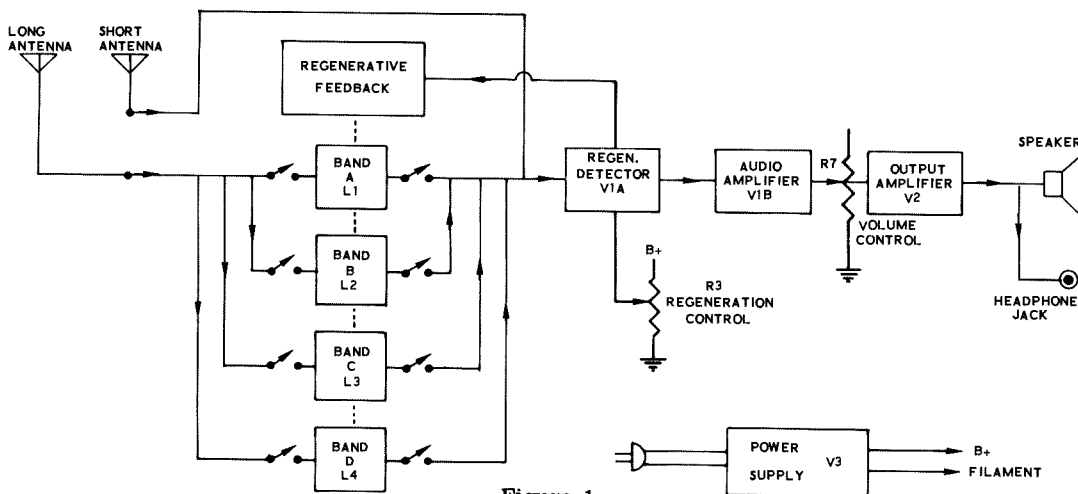 LONG
ANTENNA
SHORT
ANTENNA
REGENERATIVE
FEEDBACK
BAND
A
L1
BAND
B
L2
BAND
C
L3
BAND
D
L4
REGEN.
DETECTOR
V1A
B+
R3
REGENERATION
CONTROL
AUDIO
AMPLIFIER
V1B
R7
VOLUME
CONTROL
OUTPUT
AMPLIFIER
V2
SPEAKER
HEADPHONE
JACK
POWER
SUPPLY
V3
B+
FILAMENT
Figure 1